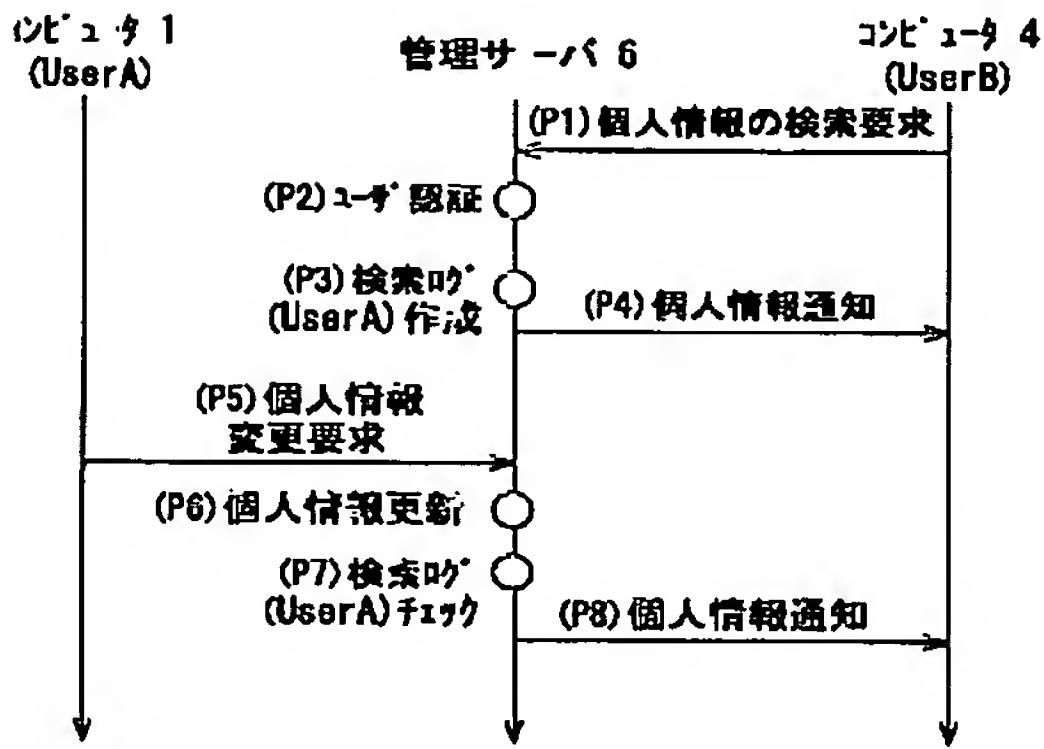 ｺﾝﾋﾟｭｰﾀ 1
(UserA)
管理サーバ 6
ｺﾝﾋﾟｭｰﾀ 4
(UserB)
(P1)個人情報の検索要求
(P2)ﾕｰｻﾞ認証
(P3)検索ﾛｸﾞ
(UserA)作成
(P4)個人情報通知
(P5)個人情報
変更要求
(P6)個人情報更新
(P7)検索ﾛｸﾞ
(UserA)ﾁｪｯｸ
(P8)個人情報通知